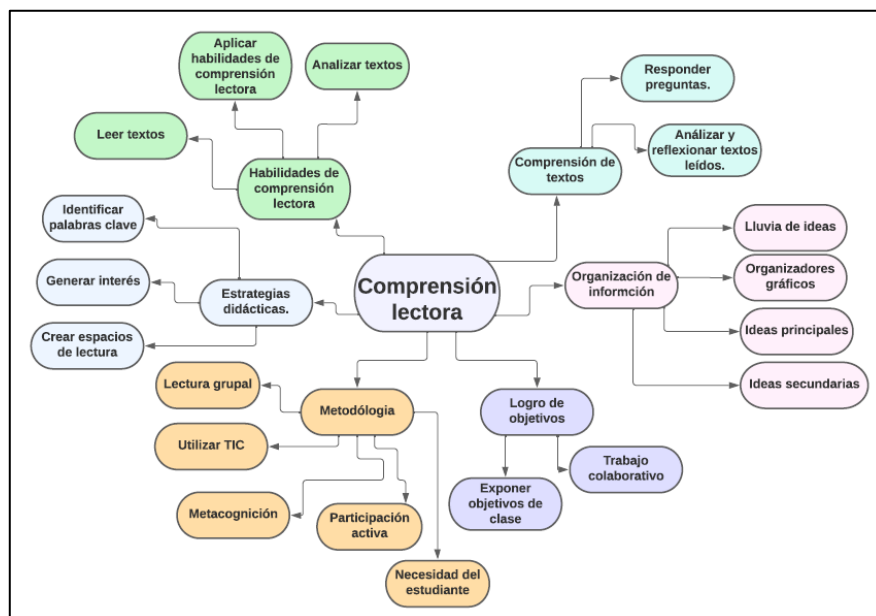 Aplicar
habilidades de
comprensión
lectora
Analizar textos
Leer textos
Habilidades de
comprensión
lectora
Responder
preguntas.
Análizar y
reflexionar textos
leídos.
Comprensión de
textos
Identificar
palabras clave
Generar interés
Crear espacios
de lectura
Estrategias
didácticas.
Comprensión
lectora
Organización de
informción
Lluvia de ideas
Organizadores
gráficos
Ideas principales
Ideas secundarias
Lectura grupal
Metodólogia
Utilizar TIC
Metacognición
Participación
activa
Necesidad del
estudiante
Logro de
objetivos
Trabajo
colaborativo
Exponer
objetivos de
clase